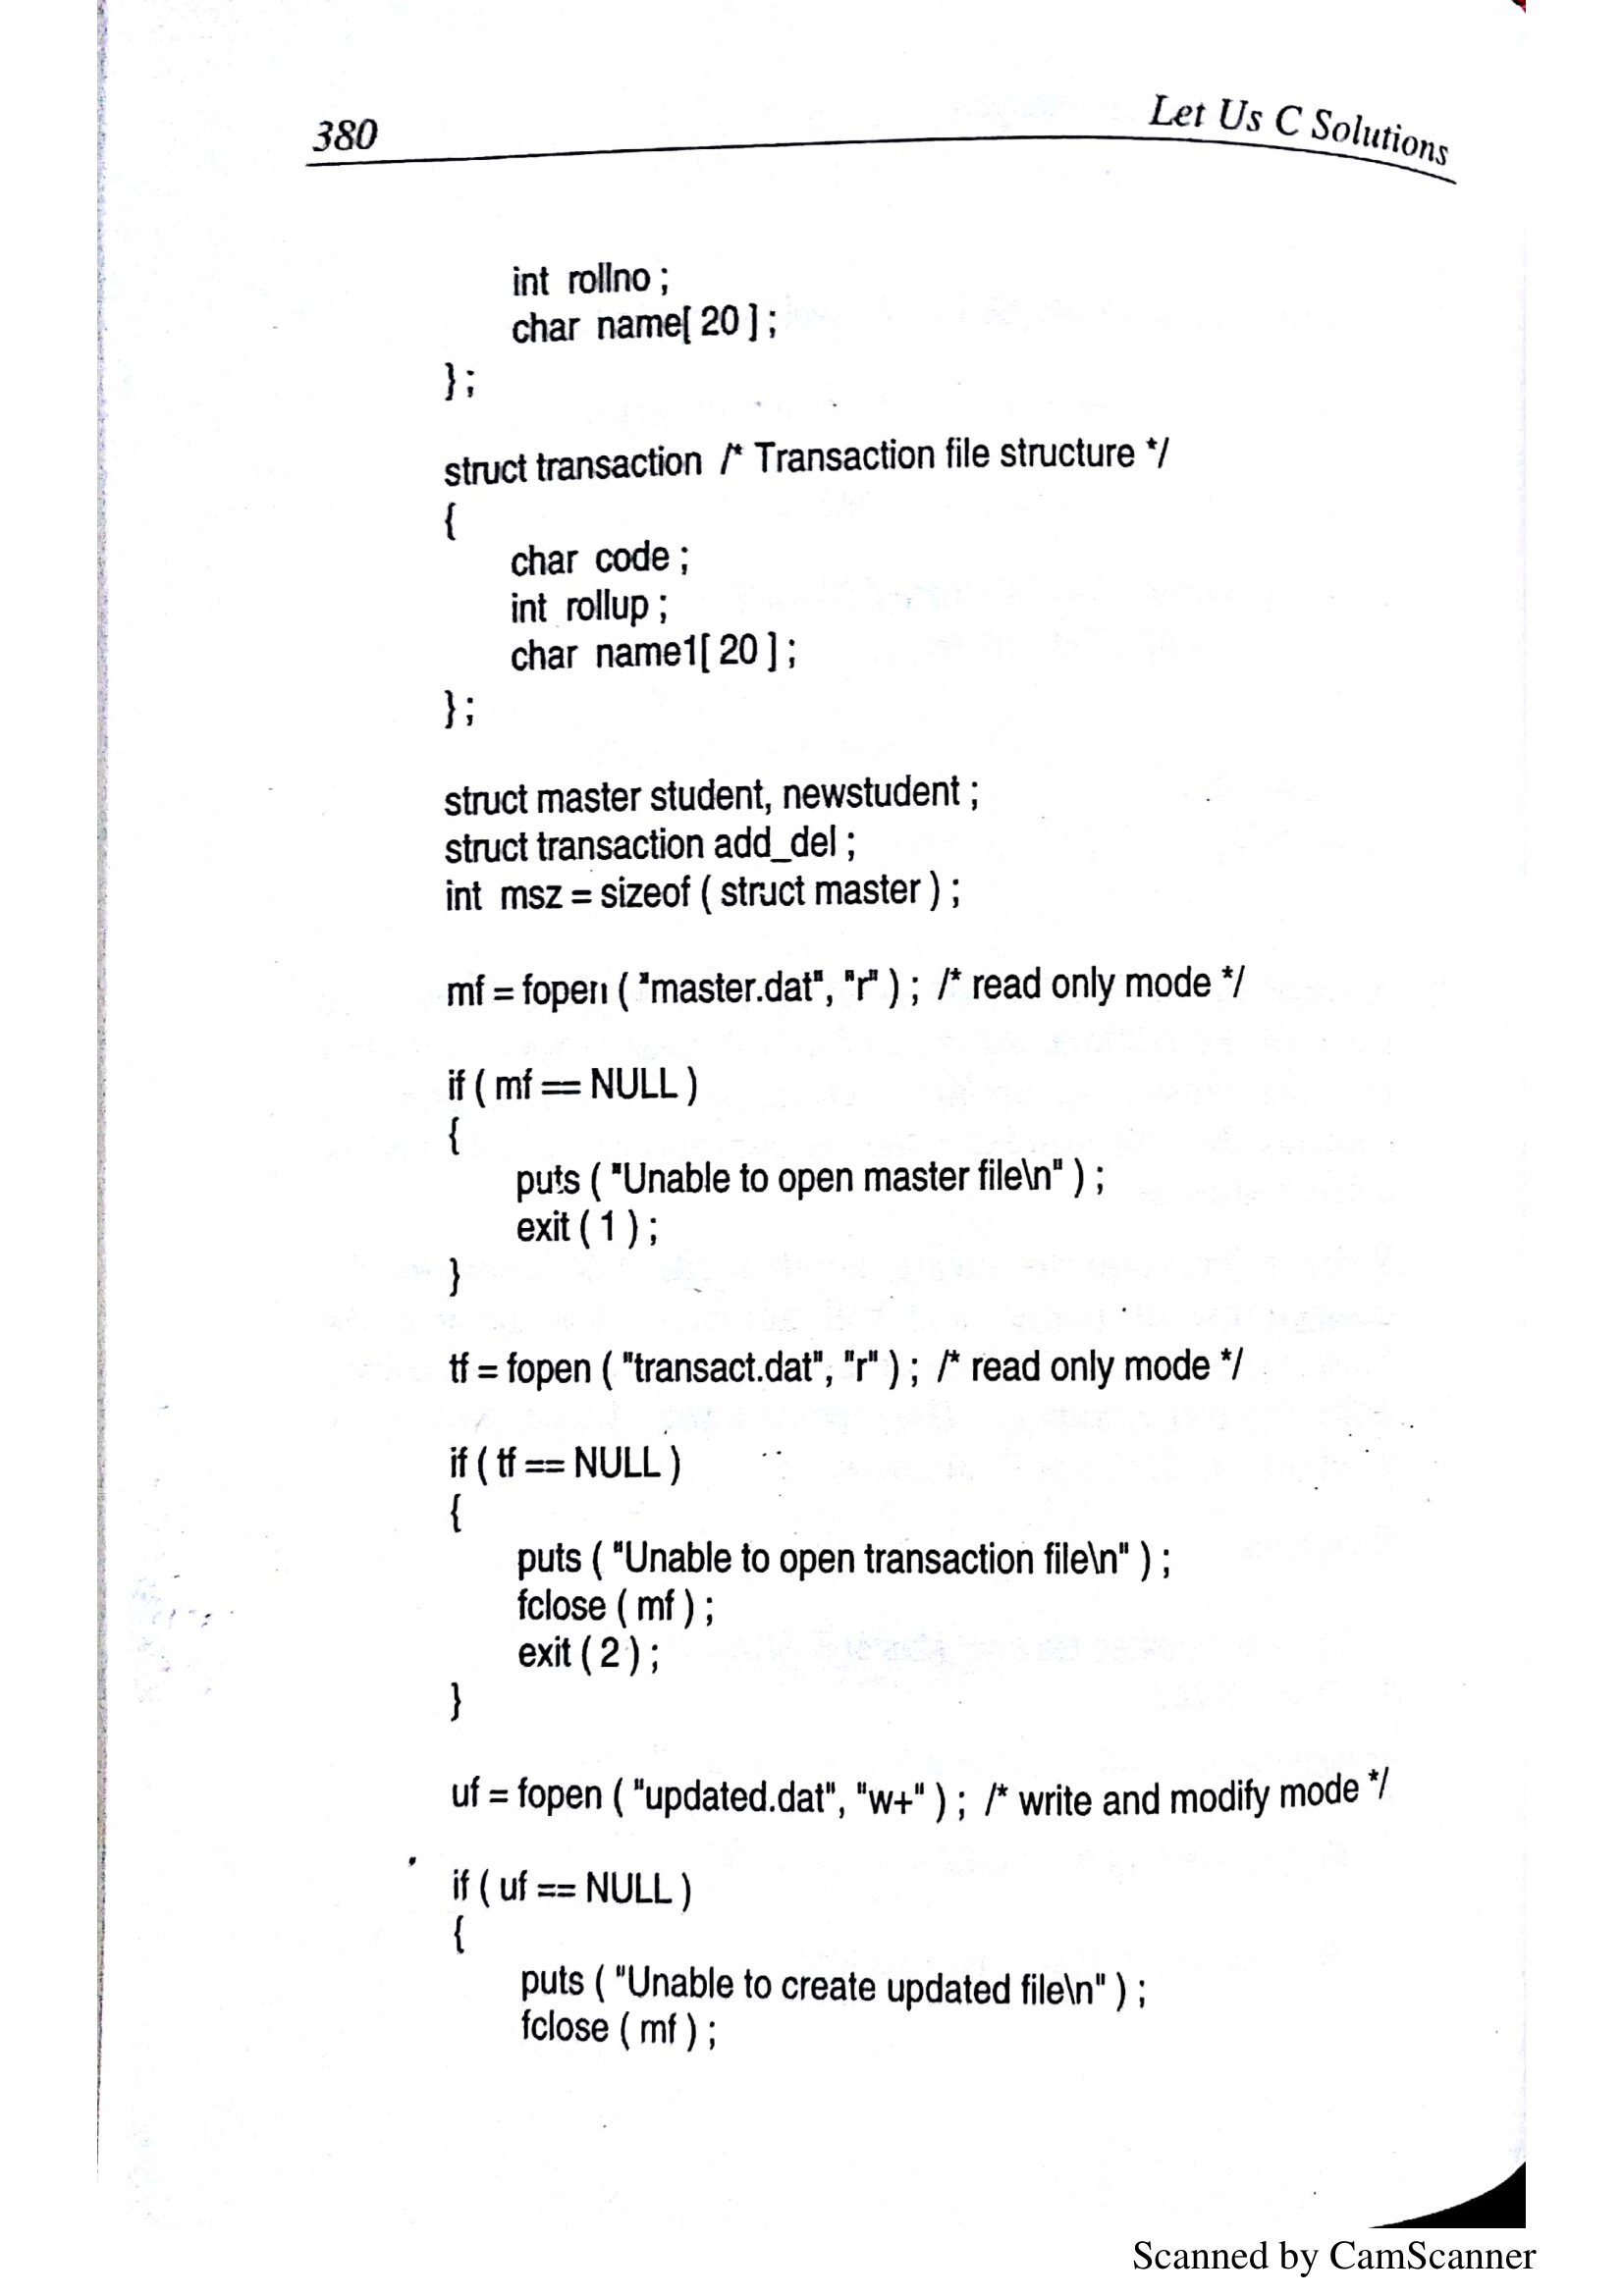 380
Let Us C Solutions
int rollno ;
char name[ 20 ] ;
} ;
struct transaction /* Transaction file structure */
{
char code ;
int rollup ;
char name1[ 20 ] ;
} ;
struct master student, newstudent ;
struct transaction add_del ;
int msz = sizeof ( struct master ) ;
mf = fopen ( "master.dat", "r" ) ; /* read only mode */
if ( mf == NULL )
{
puts ( "Unable to open master file\n" ) ;
exit ( 1 ) ;
}
tf = fopen ( "transact.dat", "r" ) ; /* read only mode */
if ( tf == NULL )
{
puts ( "Unable to open transaction file\n" ) ;
fclose ( mf ) ;
exit ( 2 ) ;
}
uf = fopen ( "updated.dat", "w+" ) ; /* write and modify mode */
if ( uf == NULL )
{
puts ( "Unable to create updated file\n" ) ;
fclose ( mf ) ;
Scanned by CamScanner